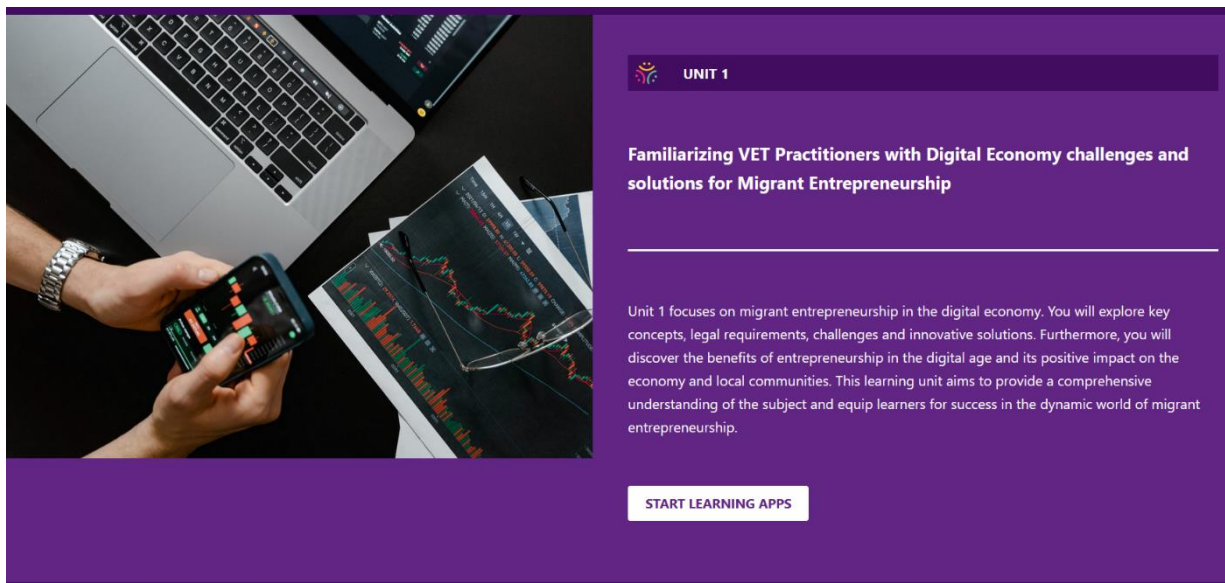 UNIT 1
Familiarizing VET Practitioners with Digital Economy challenges and
solutions for Migrant Entrepreneurship
Unit 1 focuses on migrant entrepreneurship in the digital economy. You will explore key
concepts, legal requirements, challenges and innovative solutions. Furthermore, you will
discover the benefits of entrepreneurship in the digital age and its positive impact on the
economy and local communities. This learning unit aims to provide a comprehensive
understanding of the subject and equip learners for success in the dynamic world of migrant
entrepreneurship.
START LEARNING APPS